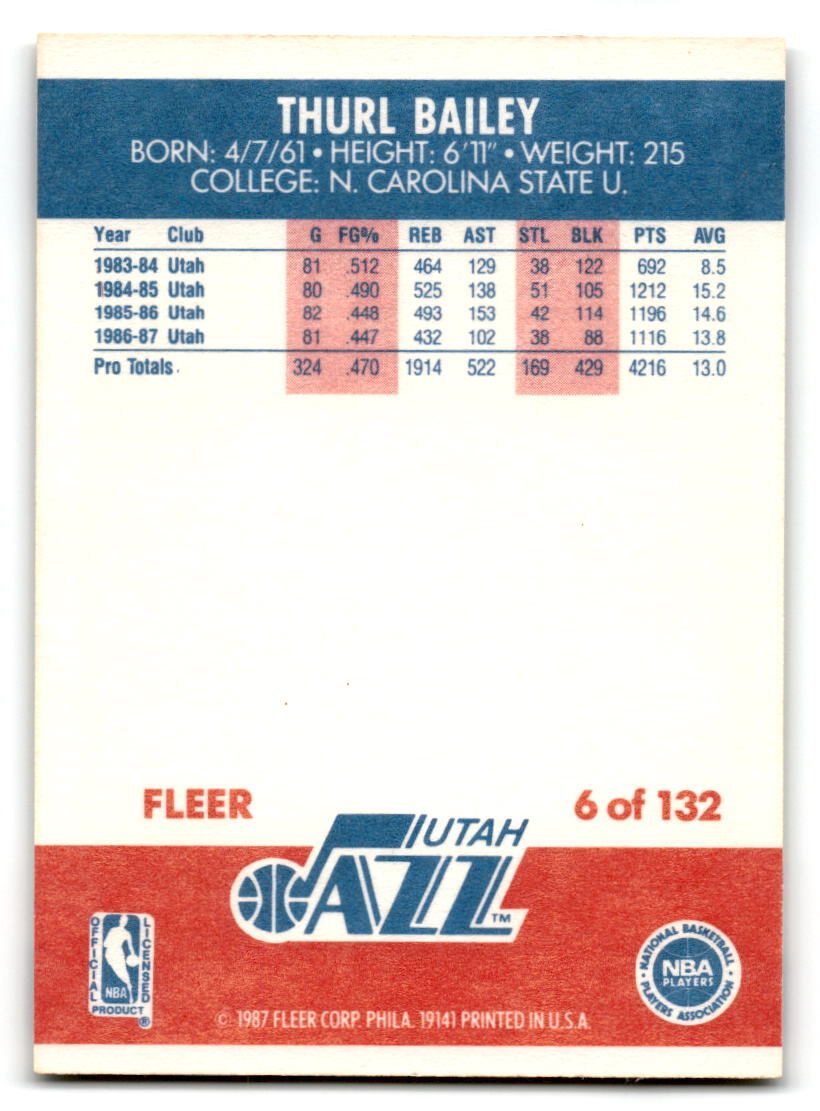 THURL BAILEY
BORN: 4/7/61 • HEIGHT: 6'11" • WEIGHT: 215
COLLEGE: N. CAROLINA STATE U.
Year Club G FG% REB AST STL BLK PTS AVG
1983-84 Utah 81 .512 464 129 38 122 692 8.5
1984-85 Utah 80 .490 525 138 51 105 1212 15.2
1985-86 Utah 82 .448 493 153 42 114 1196 14.6
1986-87 Utah 81 .447 432 102 38 88 1116 13.8
Pro Totals 324 .470 1914 522 169 429 4216 13.0
FLEER 6 of 132
UTAH
JAZZ ™
OFFICIAL LICENSED
NBA
PRODUCT ®
NATIONAL BASKETBALL
NBA
PLAYERS
PLAYERS ASSOCIATION
© 1987 FLEER CORP. PHILA. 19141 PRINTED IN U.S.A.